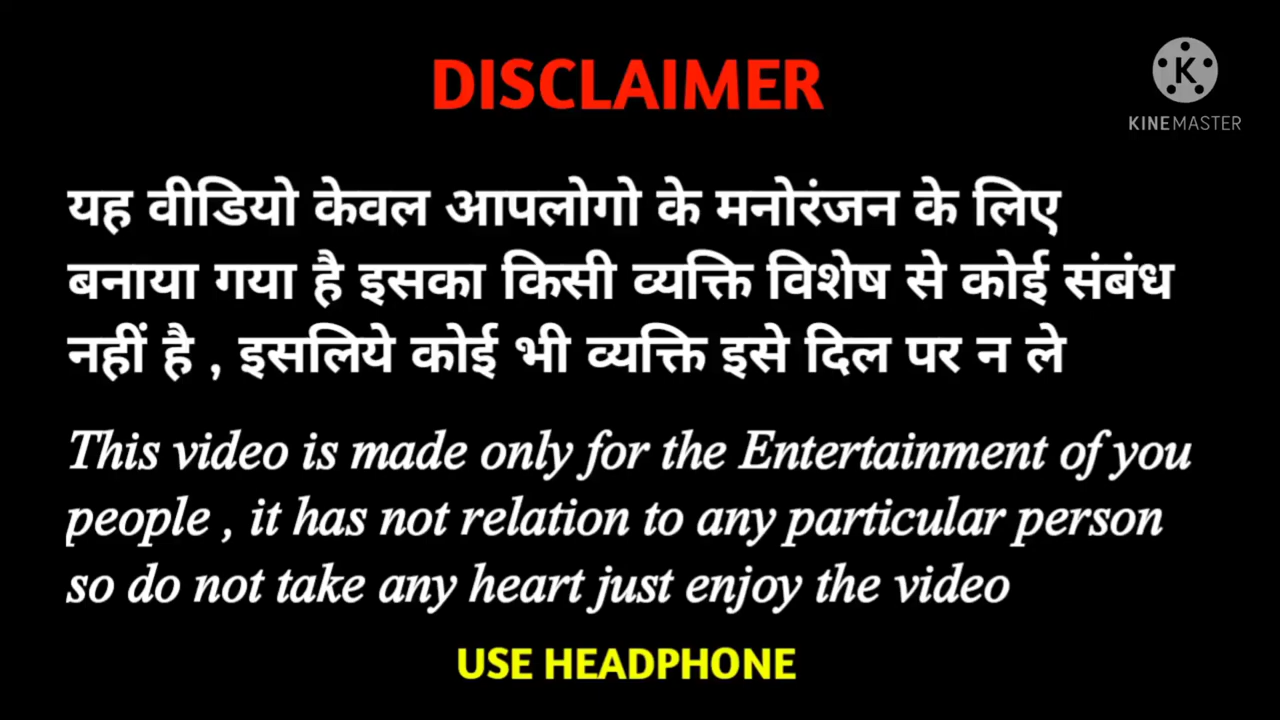 DISCLAIMER
K
KINEMASTER
यह वीडियो केवल आपलोगो के मनोरंजन के लिए
बनाया गया है इसका किसी व्यक्ति विशेष से कोई संबंध
नहीं है , इसलिये कोई भी व्यक्ति इसे दिल पर न ले
This video is made only for the Entertainment of you
people , it has not relation to any particular person
so do not take any heart just enjoy the video
USE HEADPHONE